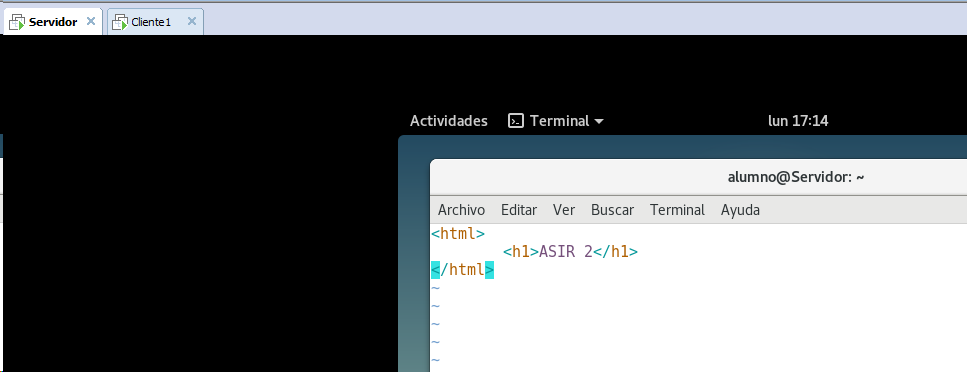 Servidor Cliente1
Actividades Terminal lun 17:14
alumno@Servidor: ~
Archivo Editar Ver Buscar Terminal Ayuda
<html>
<h1>ASIR 2</h1>
</html>
~
~
~
~
~